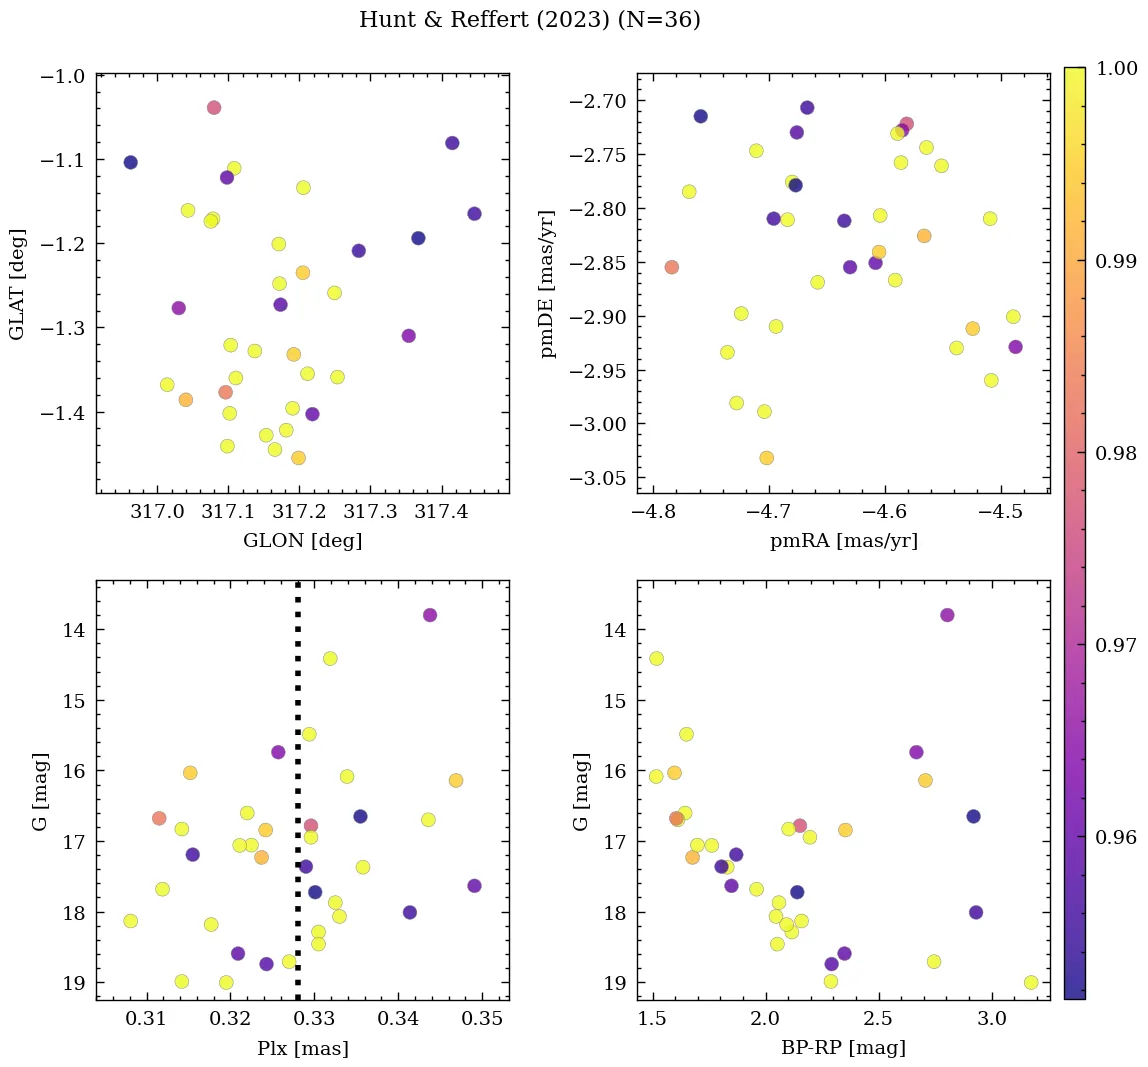 Hunt & Reffert (2023) (N=36)
−1.0
−1.1
−1.2
−1.3
−1.4
GLAT [deg]
317.0 317.1 317.2 317.3 317.4
GLON [deg]
−2.70
−2.75
−2.80
−2.85
−2.90
−2.95
−3.00
−3.05
pmDE [mas/yr]
−4.8 −4.7 −4.6 −4.5
pmRA [mas/yr]
14
15
16
17
18
19
G [mag]
0.31 0.32 0.33 0.34 0.35
Plx [mas]
14
15
16
17
18
19
G [mag]
1.5 2.0 2.5 3.0
BP-RP [mag]
1.00
0.99
0.98
0.97
0.96